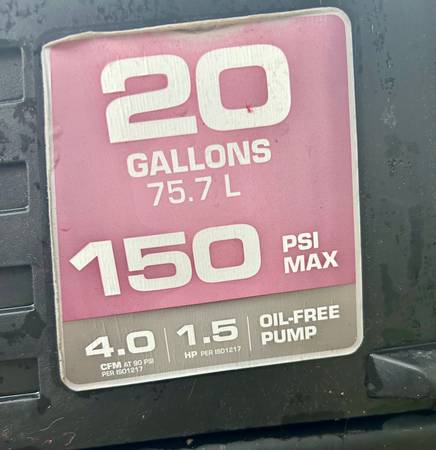 20
GALLONS
75.7 L
150 PSI MAX
4.0 CFM AT 90 PSI PER ISO1217
1.5 HP PER ISO1217
OIL-FREE PUMP